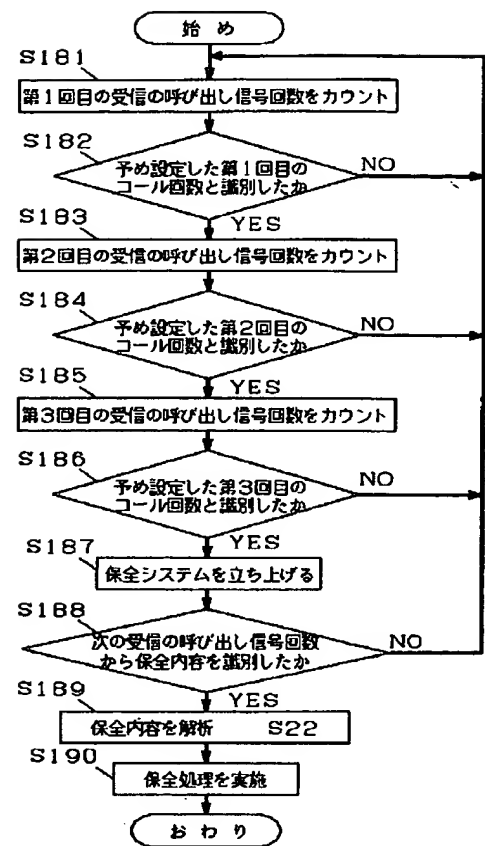 始め
S181
第1回目の受信の呼び出し信号回数をカウント
S182
予め設定した第1回目の
コール回数と識別したか
NO
YES
S183
第2回目の受信の呼び出し信号回数をカウント
S184
予め設定した第2回目の
コール回数と識別したか
NO
YES
S185
第3回目の受信の呼び出し信号回数をカウント
S186
予め設定した第3回目の
コール回数と識別したか
NO
YES
S187
保全システムを立ち上げる
S188
次の受信の呼び出し信号回数
から保全内容を識別したか
NO
YES
S189
保全内容を解析 S22
S190
保全処理を実施
おわり